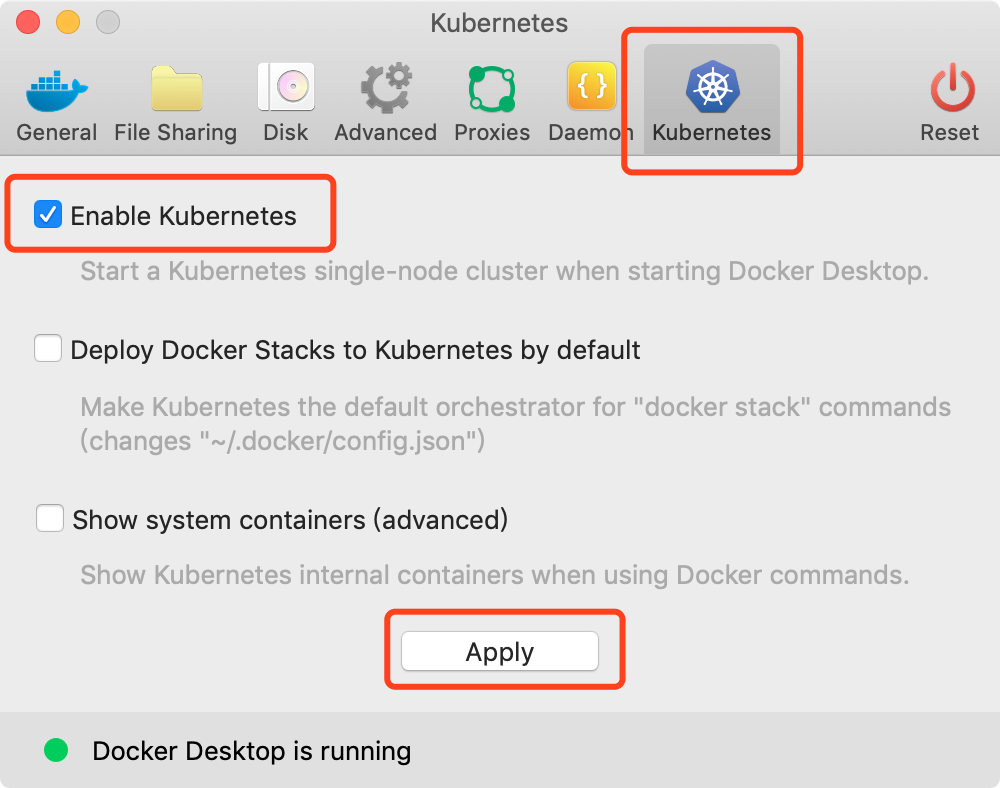 Kubernetes
General
File Sharing
Disk
Advanced
Proxies
{ }
Daemon
Kubernetes
Reset
Enable Kubernetes
Start a Kubernetes single-node cluster when starting Docker Desktop.
Deploy Docker Stacks to Kubernetes by default
Make Kubernetes the default orchestrator for "docker stack" commands
(changes "~/.docker/config.json")
Show system containers (advanced)
Show Kubernetes internal containers when using Docker commands.
Apply
Docker Desktop is running